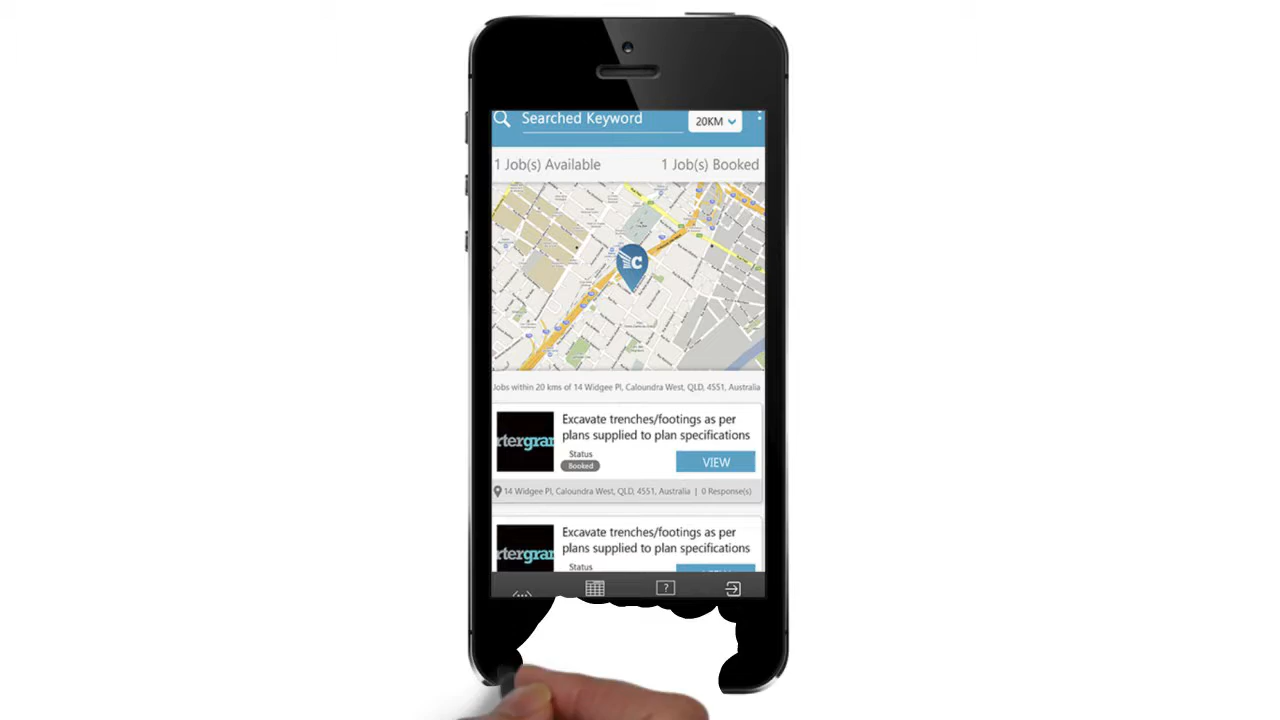 Searched Keyword
20KM
1 Job(s) Available
1 Job(s) Booked
C
Jobs within 20 kms of 14 Widgee Pl, Caloundra West, QLD, 4551, Australia
rtergran
Excavate trenches/footings as per
plans supplied to plan specifications
Status
Booked
VIEW
14 Widgee Pl, Caloundra West, QLD, 4551, Australia | 0 Response(s)
rtergran
Excavate trenches/footings as per
plans supplied to plan specifications
Status
?